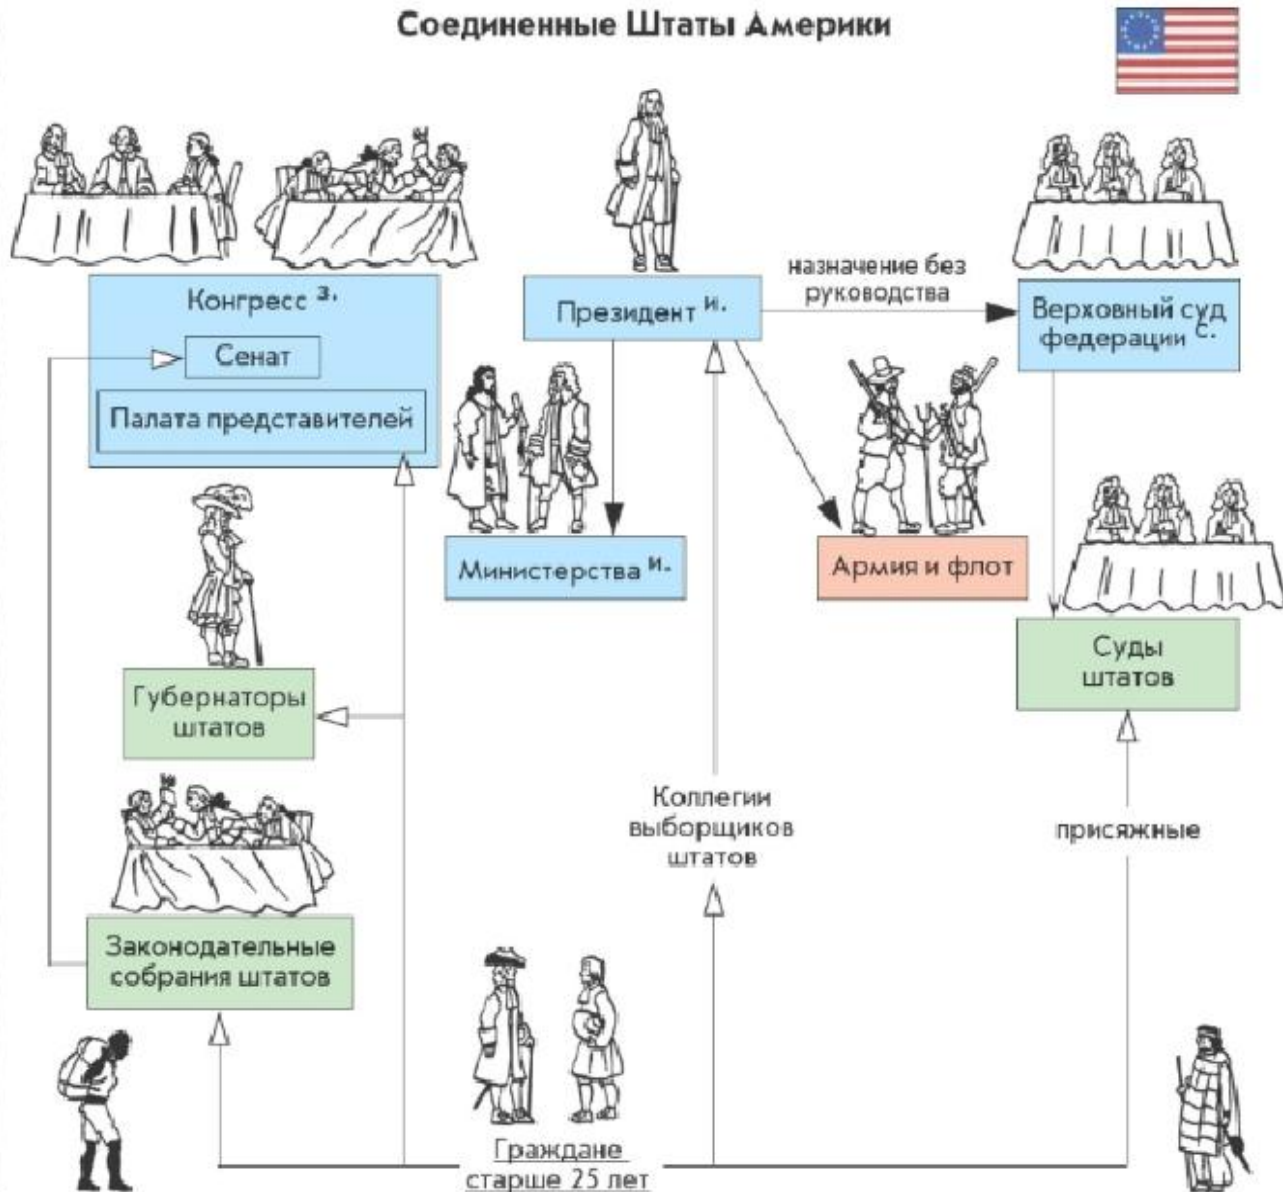 Соединенные Штаты Америки
Конгресс з.
Сенат
Палата представителей
Президент и.
назначение без
руководства
Верховный суд
федерации с.
Министерства и.
Армия и флот
Суды
штатов
Губернаторы
штатов
Коллегии
выборщиков
штатов
присяжные
Законодательные
собрания штатов
Граждане
старше 25 лет